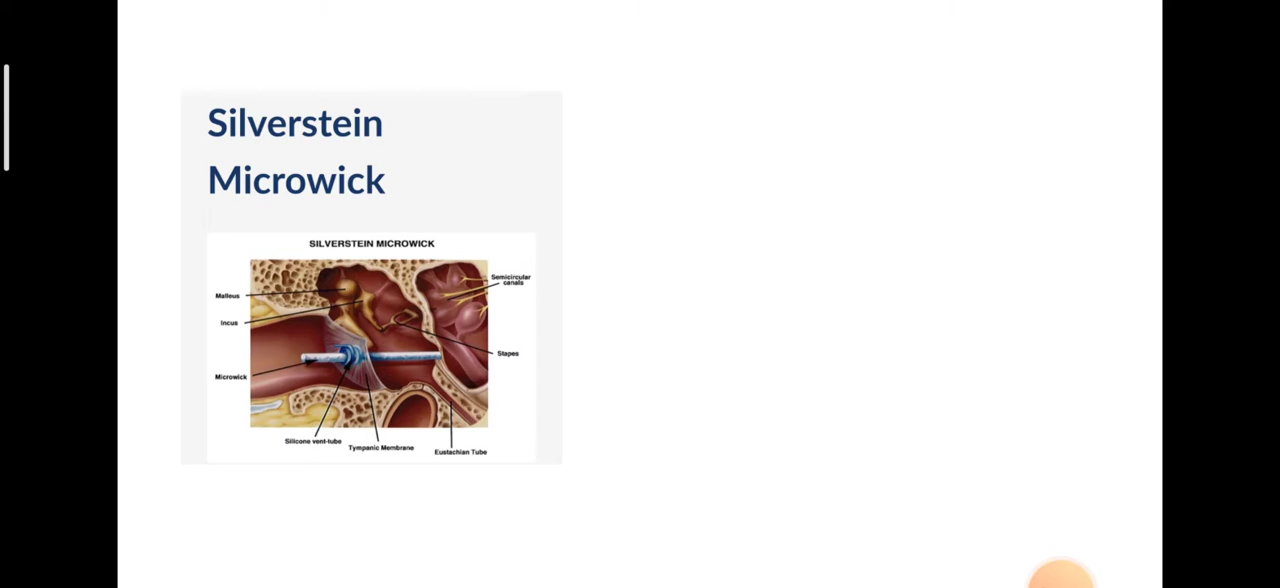 Silverstein
Microwick
SILVERSTEIN MICROWICK
Semicircular
canals
Malleus
Incus
Stapes
Microwick
Silicone vent-tube
Tympanic Membrane
Eustachian Tube